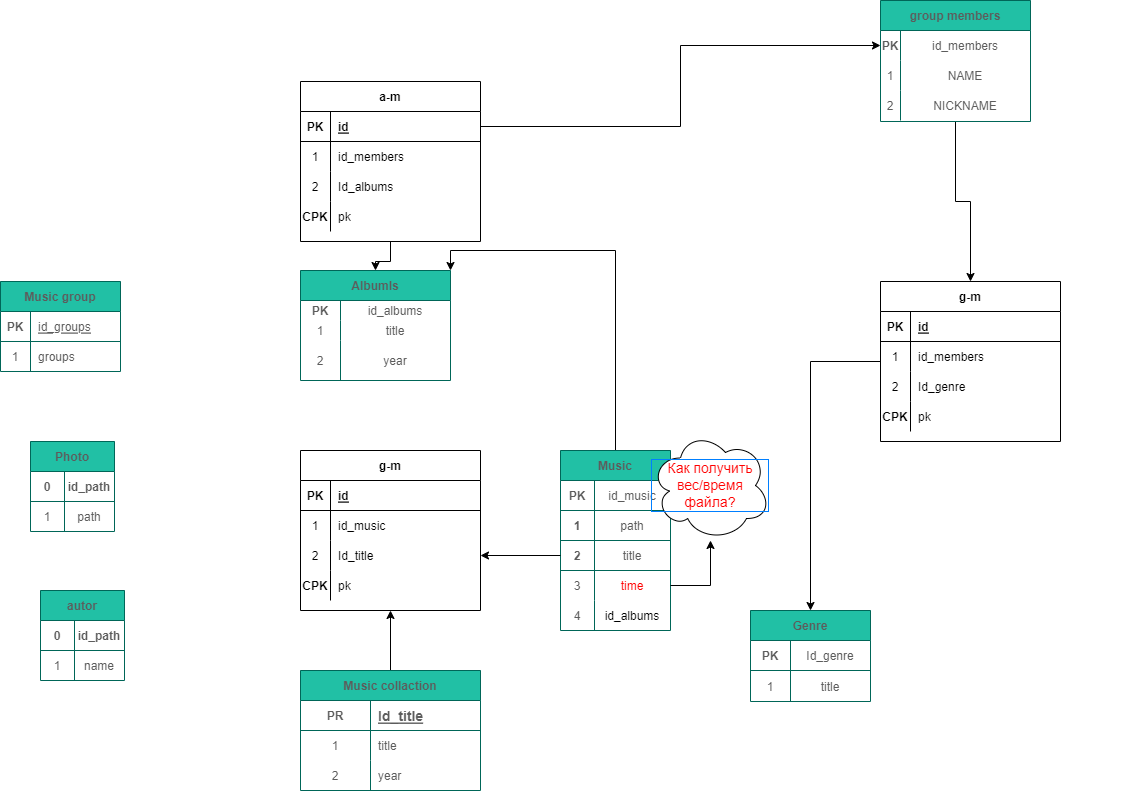 group members
PK id_members
1 NAME
2 NICKNAME
a-m
PK id
1 id_members
2 Id_albums
CPK pk
Albumls
PK id_albums
1 title
2 year
Music group
PK id_groups
1 groups
g-m
PK id
1 id_members
2 Id_genre
CPK pk
Photo
0 id_path
1 path
g-m
PK id
1 id_music
2 Id_title
CPK pk
Music
PK id_music
1 path
2 title
3 time
4 id_albums
Как получить
вес/время
файла?
autor
0 id_path
1 name
Genre
PK Id_genre
1 title
Music collaction
PR Id_title
1 title
2 year